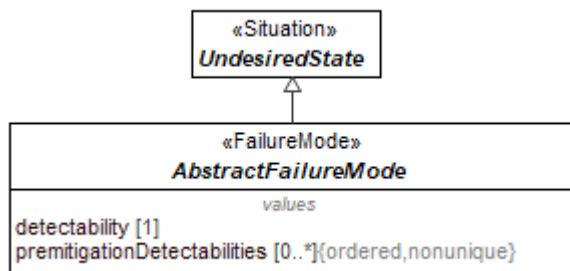 «Situation»
UndesiredState
«FailureMode»
AbstractFailureMode
values
detectability [1]
premitigationDetectabilities [0..*]{ordered,nonunique}